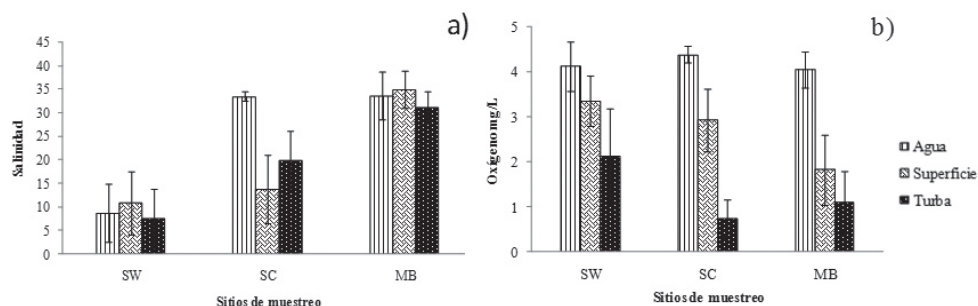 a)
Salinidad
45
40
35
30
25
20
15
10
5
0
SW SC MB
Sitios de muestreo
b)
Oxígeno mg/L
5
4
3
2
1
0
SW SC MB
Sitios de muestreo
Agua
Superficie
Turba